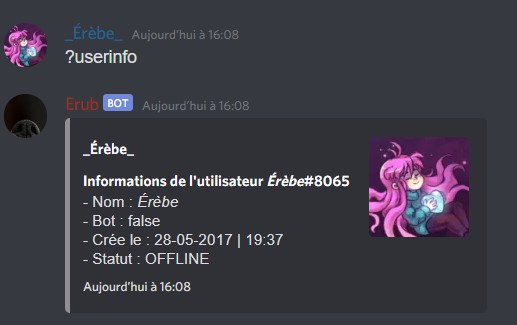 _Érèbe_ Aujourd'hui à 16:08
?userinfo
Erub BOT Aujourd'hui à 16:08
_Érèbe_
Informations de l'utilisateur Érèbe#8065
- Nom : Érèbe
- Bot : false
- Crée le : 28-05-2017 | 19:37
- Statut : OFFLINE
Aujourd'hui à 16:08